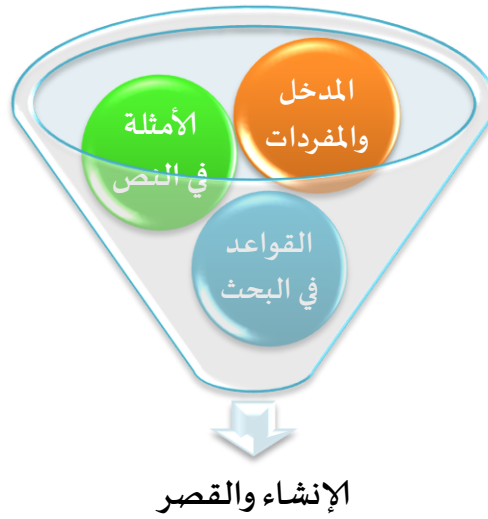 المدخل
والمفردات
الأمثلة
في النص
القواعد
في البحث
الإنشاء والقصر